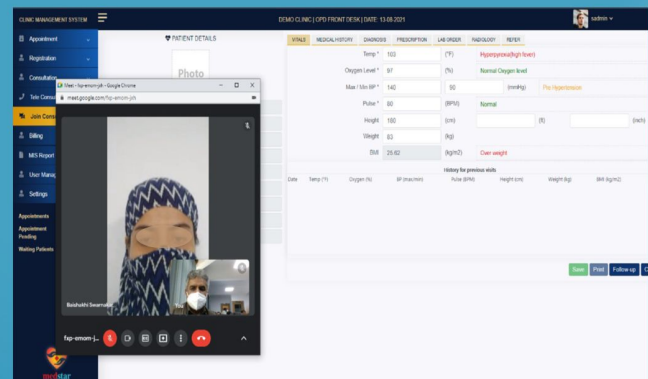 CLINIC MANAGEMENT SYSTEM
DEMO CLINIC | OPD FRONT DESK | DATE: 13-08-2021
sadmin
Appointment
Registration
Consultation
Tele Consu
Join Cons
Billing
MIS Report
User Manag
Settings
Appointments
Appointment
Pending
Waiting Patients
medstar
PATIENT DETAILS
Photo
Meet - fxp-emom-jxh - Google Chrome
meet.google.com/fxp-emom-jxh
Baishakhi Swarnakar
You
fxp-emom-j...
VITALS MEDICAL HISTORY DIAGNOSIS PRESCRIPTION LAB ORDER RADIOLOGY REFER
Temp * 103 (°F) Hyperpyrexia(high fever)
Oxygen Level * 97 (%) Normal Oxygen level
Max / Min BP * 140 90 (mmHg) Pre Hypertension
Pulse * 80 (BPM) Normal
Height 180 (cm) (ft) (inch)
Weight 83 (kg)
BMI 25.62 (kg/m2) Over weight
History for previous visits
Date Temp (°F) Oxygen (%) BP (max/min) Pulse (BPM) Height (cm) Weight (kg) BMI (kg/m2)
Save Print Follow-up